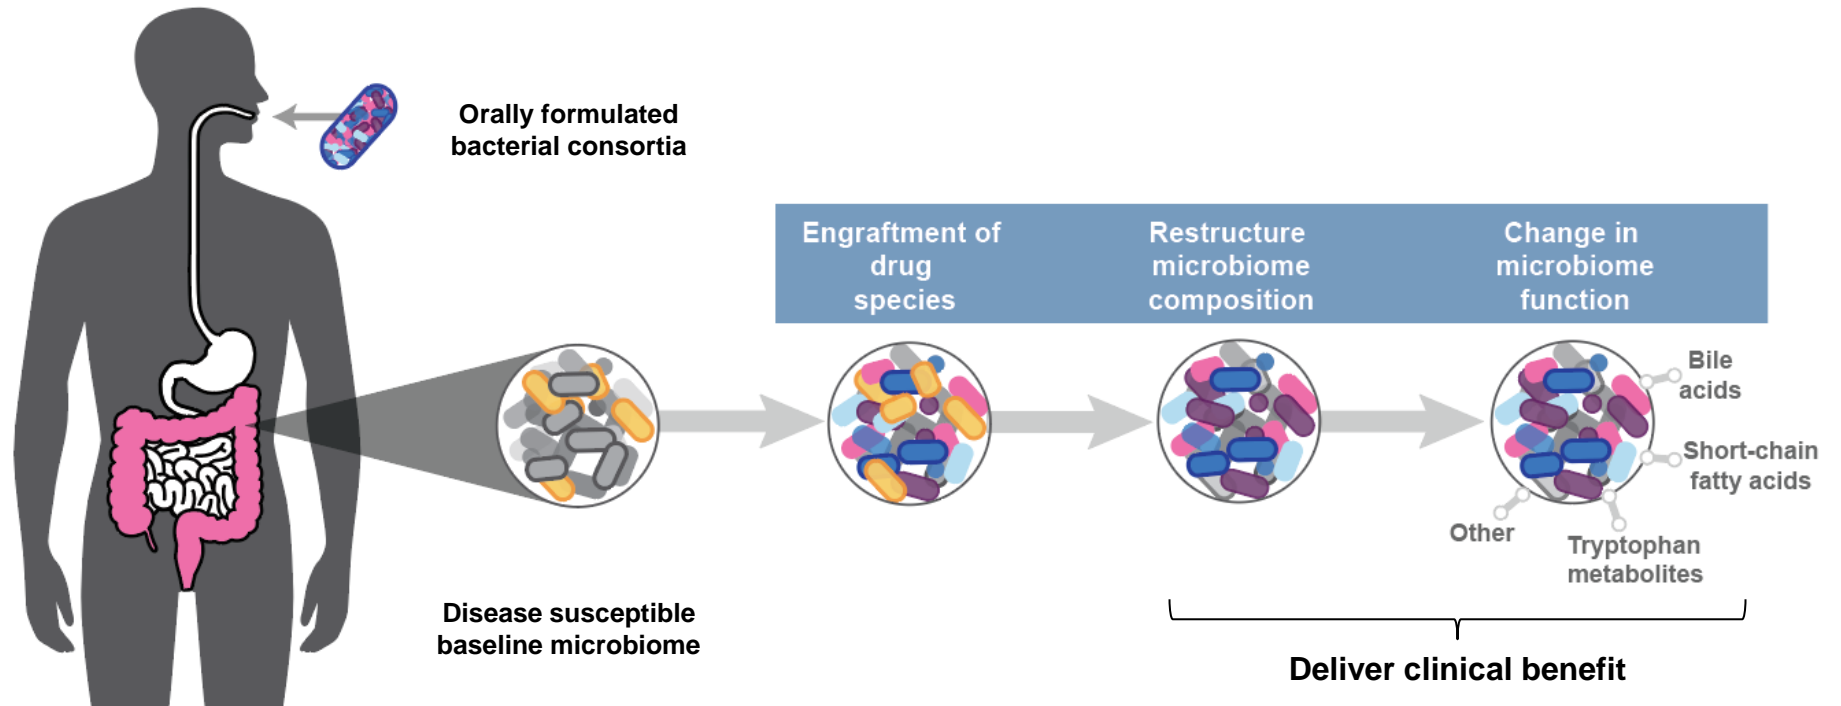 Orally formulated
bacterial consortia
Engraftment of
drug
species
Restructure
microbiome
composition
Change in
microbiome
function
Bile
acids
Short-chain
fatty acids
Other
Tryptophan
metabolites
Disease susceptible
baseline microbiome
Deliver clinical benefit